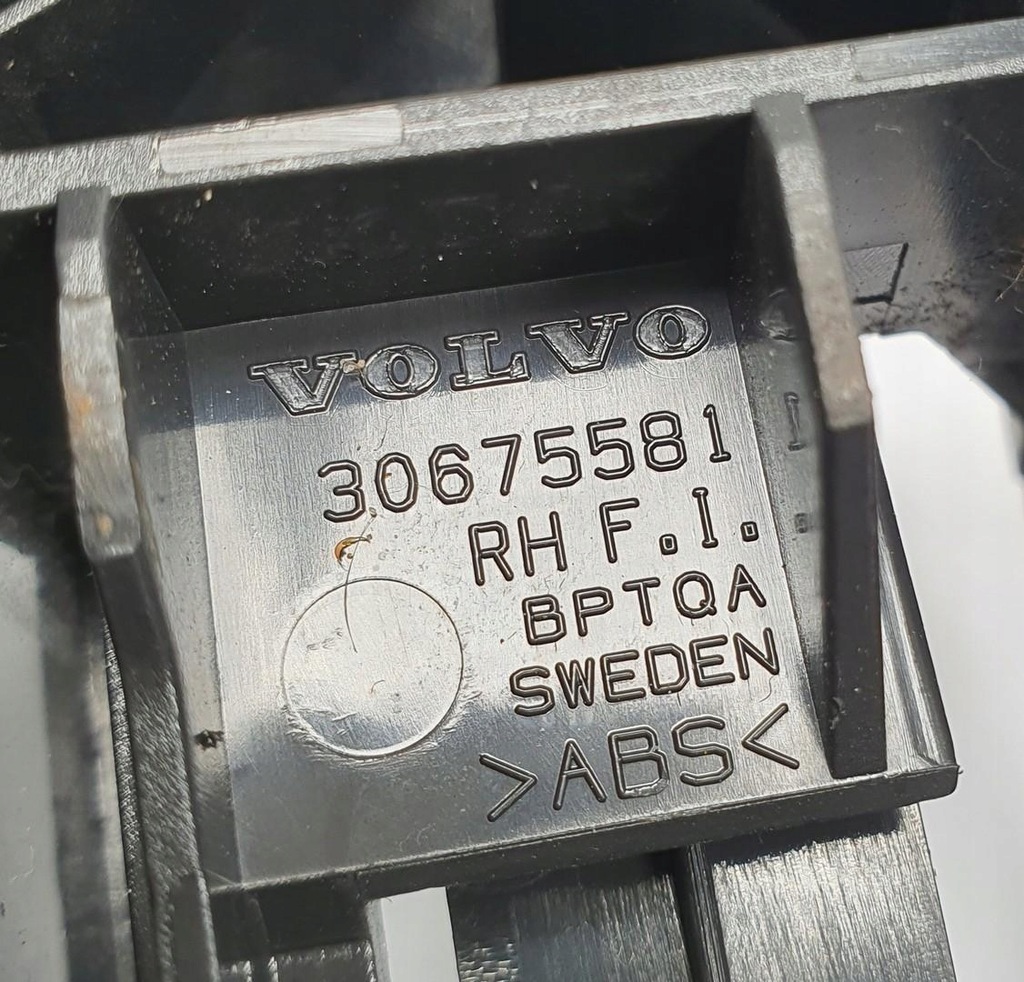 VOLVO
30675581
RH F.I.
BPTQA
SWEDEN
>ABS<